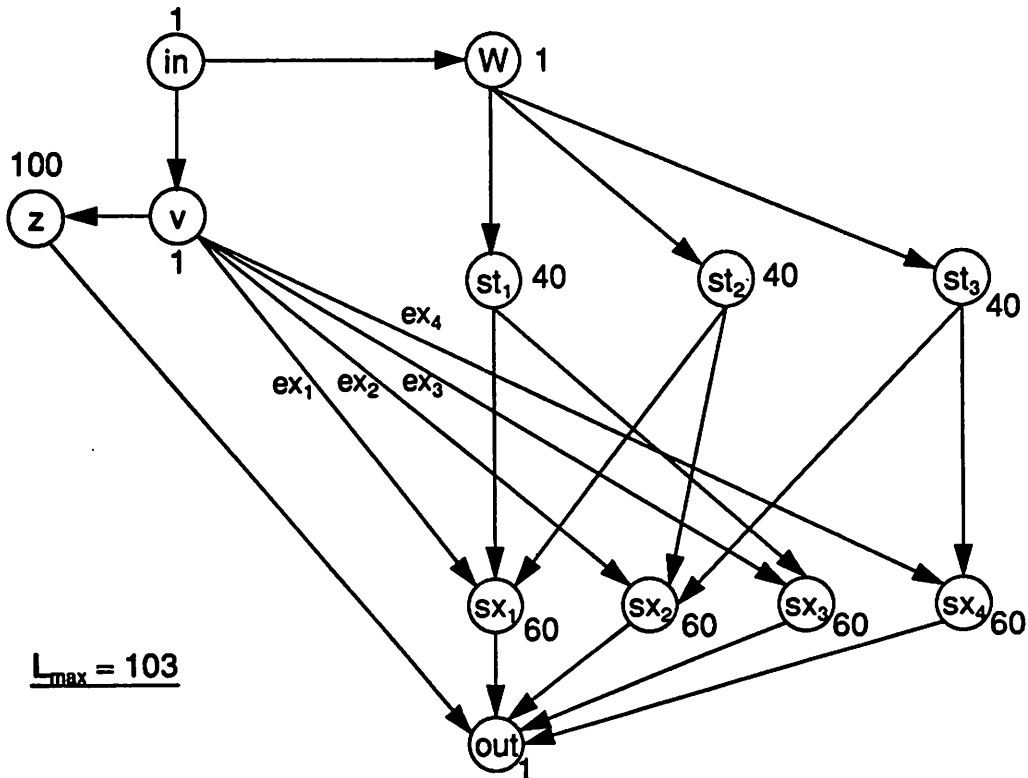 1
in
W 1
100
z
v
1
st₁ 40
st₂ 40
st₃
40
ex₄
ex₁ ex₂ ex₃
sx₁
60
sx₂
60
sx₃
60
sx₄
60
Lmax = 103
out
1